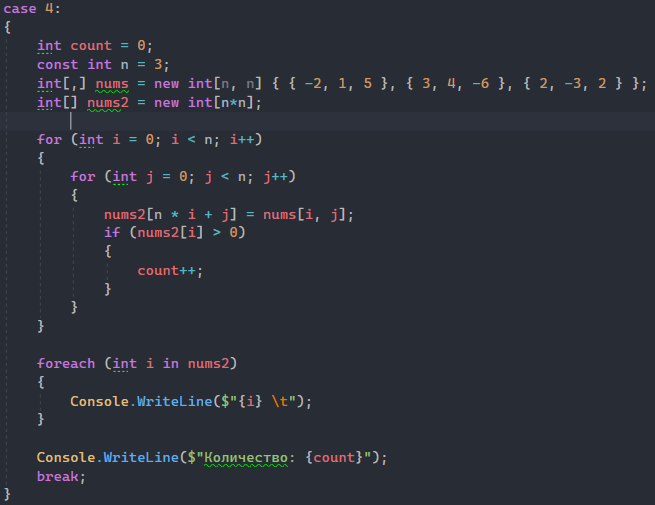 case 4:
{
int count = 0;
const int n = 3;
int[,] nums = new int[n, n] { { -2, 1, 5 }, { 3, 4, -6 }, { 2, -3, 2 } };
int[] nums2 = new int[n*n];
for (int i = 0; i < n; i++)
{
for (int j = 0; j < n; j++)
{
nums2[n * i + j] = nums[i, j];
if (nums2[i] > 0)
{
count++;
}
}
}
foreach (int i in nums2)
{
Console.WriteLine($"{i} \t");
}
Console.WriteLine($"Количество: {count}");
break;
}